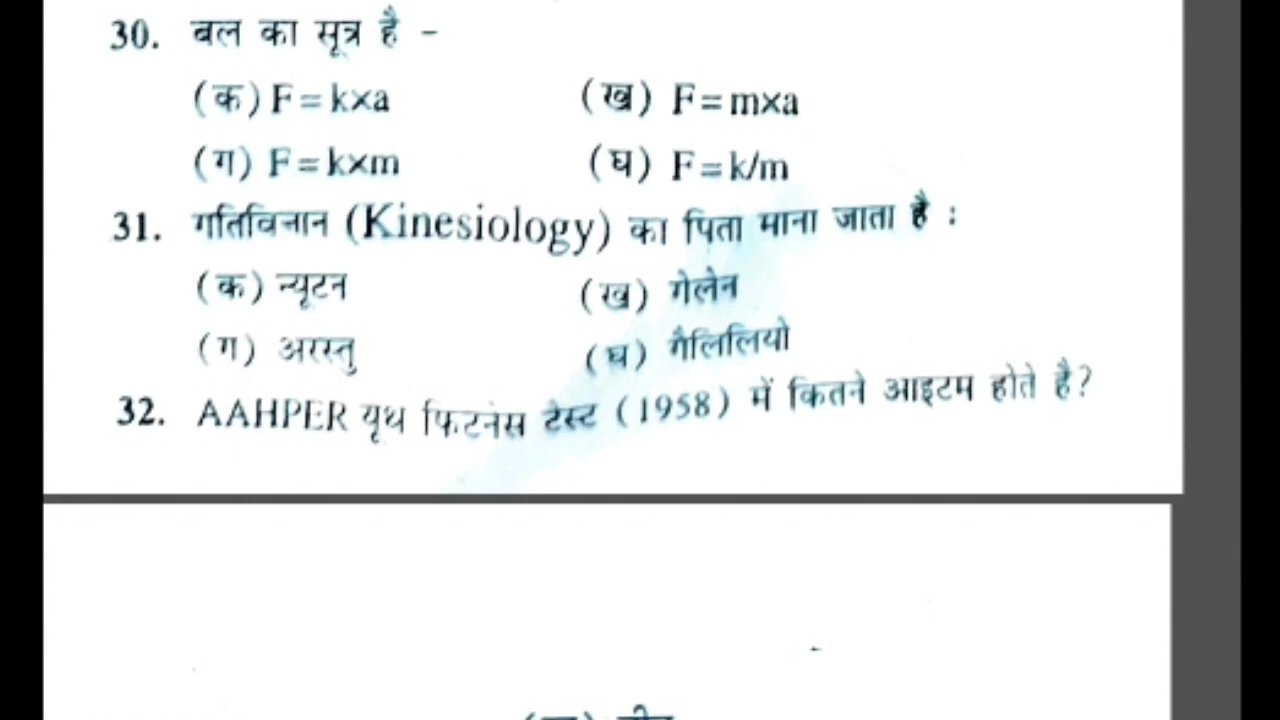 30. बल का सूत्र है -
(क) F=k×a (ख) F=m×a
(ग) F=k×m (घ) F=k/m
31. गतिविनान (Kinesiology) का पिता माना जाता है :
(क) न्यूटन (ख) गेलेन
(ग) अरस्तु (घ) गैलिलियो
32. AAHPER यूथ फिटनेस टेस्ट (1958) में कितने आइटम होते है?